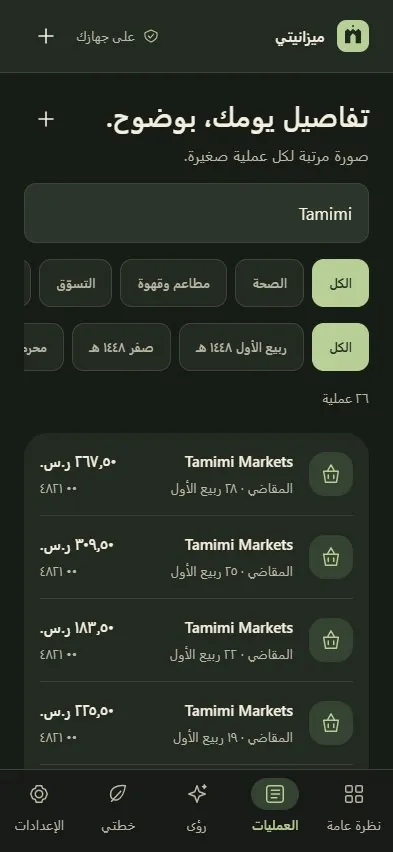 ميزانيتي
على جهازك
تفاصيل يومك، بوضوح.
صورة مرتبة لكل عملية صغيرة.
Tamimi
الكل
الصحة
مطاعم وقهوة
التسوّق
الكل
ربيع الأول ١٤٤٨ هـ
صفر ١٤٤٨ هـ
محرم
٢٦ عملية
Tamimi Markets
٢٦٧٫٥٠ ر.س.
المقاضي · ٢٨ ربيع الأول
•• ٤٨٢١
Tamimi Markets
٣٠٩٫٥٠ ر.س.
المقاضي · ٢٥ ربيع الأول
•• ٤٨٢١
Tamimi Markets
١٨٣٫٥٠ ر.س.
المقاضي · ٢٢ ربيع الأول
•• ٤٨٢١
Tamimi Markets
٢٢٥٫٥٠ ر.س.
المقاضي · ١٩ ربيع الأول
•• ٤٨٢١
نظرة عامة
العمليات
رؤى
خطتي
الإعدادات